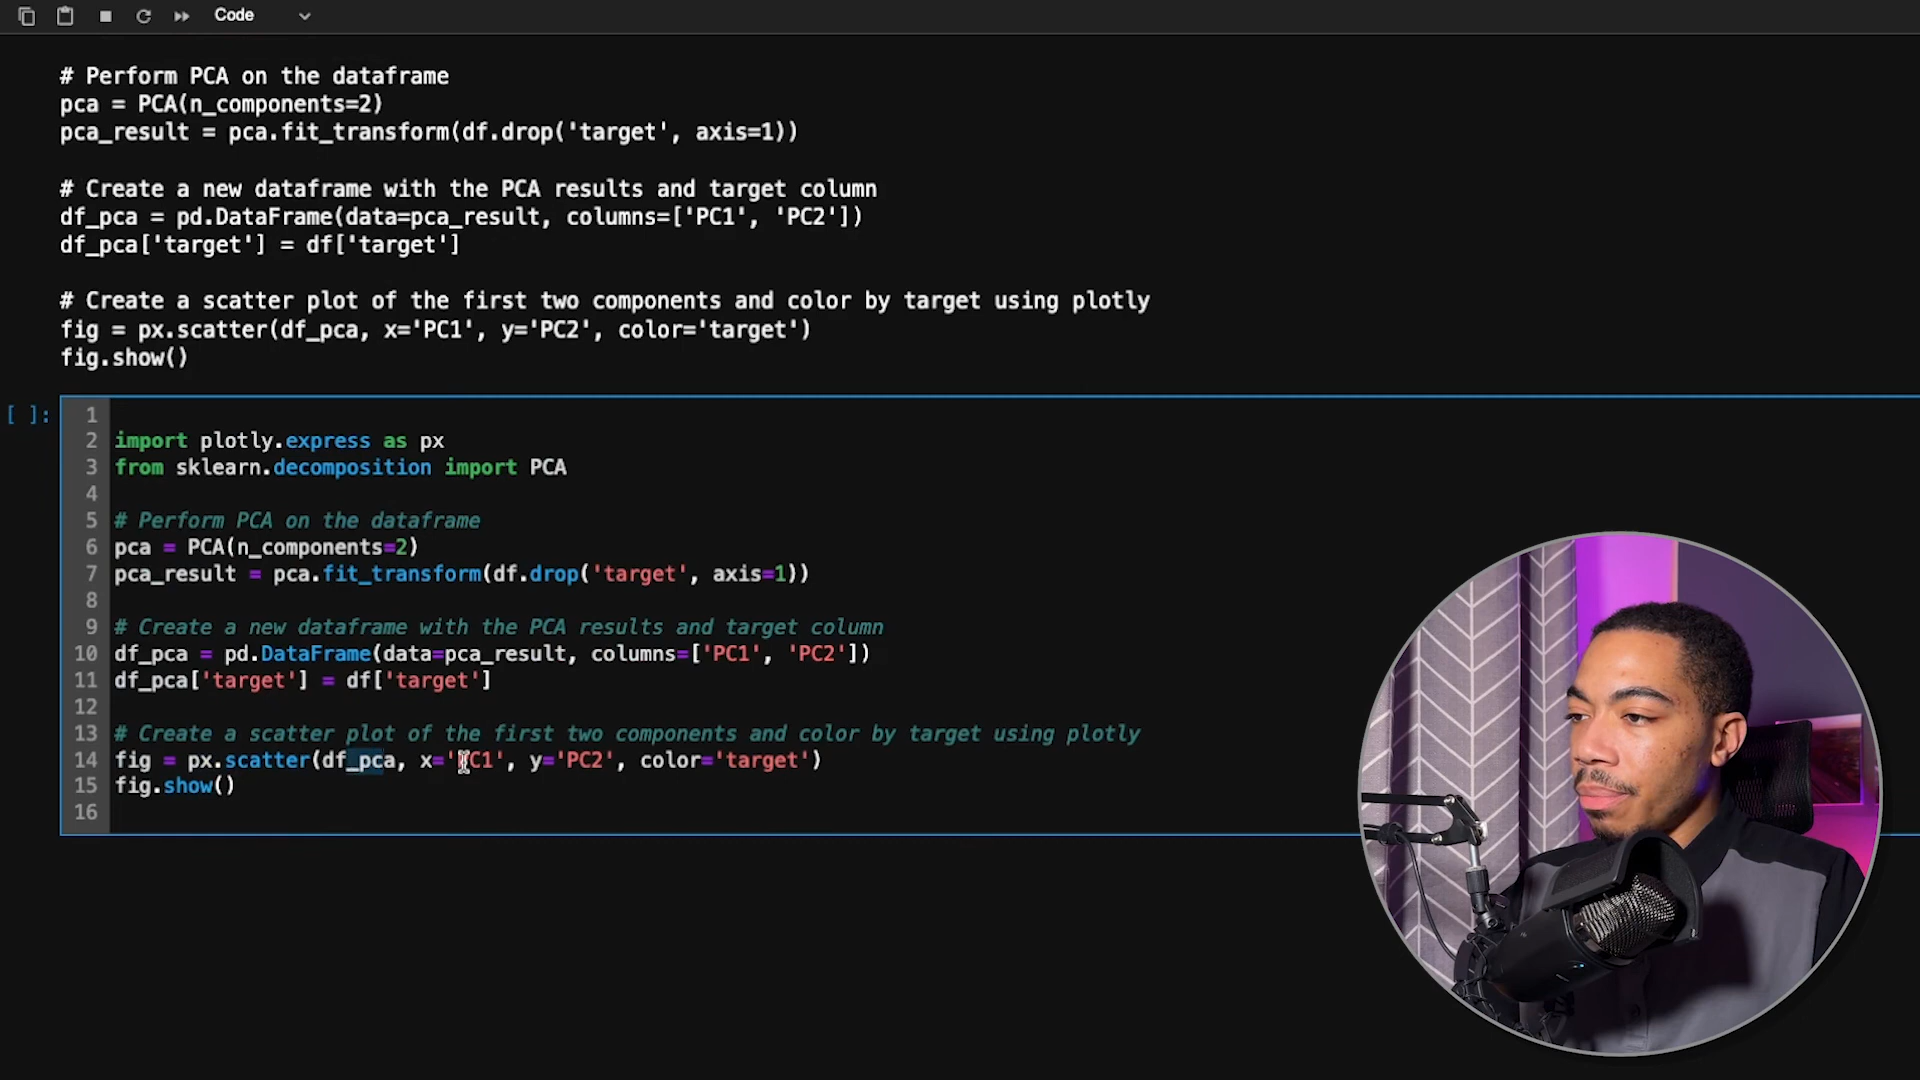 Code
# Perform PCA on the dataframe
pca = PCA(n_components=2)
pca_result = pca.fit_transform(df.drop('target', axis=1))
# Create a new dataframe with the PCA results and target column
df_pca = pd.DataFrame(data=pca_result, columns=['PC1', 'PC2'])
df_pca['target'] = df['target']
# Create a scatter plot of the first two components and color by target using plotly
fig = px.scatter(df_pca, x='PC1', y='PC2', color='target')
fig.show()
[ ]: 1
2 import plotly.express as px
3 from sklearn.decomposition import PCA
4
5 # Perform PCA on the dataframe
6 pca = PCA(n_components=2)
7 pca_result = pca.fit_transform(df.drop('target', axis=1))
8
9 # Create a new dataframe with the PCA results and target column
10 df_pca = pd.DataFrame(data=pca_result, columns=['PC1', 'PC2'])
11 df_pca['target'] = df['target']
12
13 # Create a scatter plot of the first two components and color by target using plotly
14 fig = px.scatter(df_pca, x='PC1', y='PC2', color='target')
15 fig.show()
16